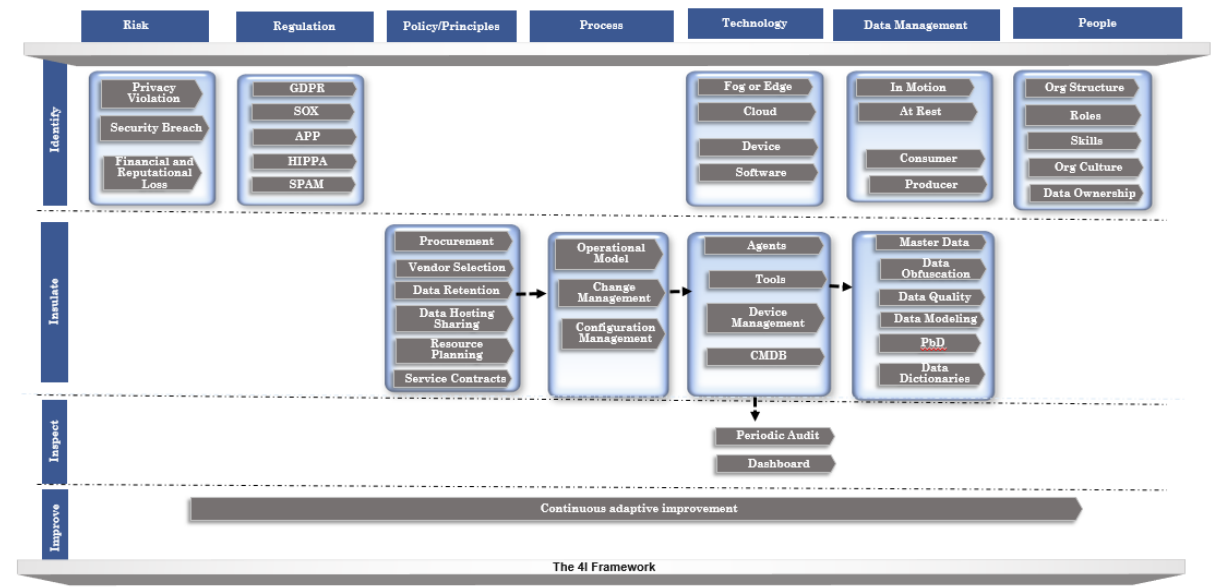 Risk
Regulation
Policy/Principles
Process
Technology
Data Management
People
Identify
Privacy
Violation
Security Breach
Financial and
Reputational
Loss
GDPR
SOX
APP
HIPPA
SPAM
Fog or Edge
Cloud
Device
Software
In Motion
At Rest
Consumer
Producer
Org Structure
Roles
Skills
Org Culture
Data Ownership
Insulate
Procurement
Vendor Selection
Data Retention
Data Hosting
Sharing
Resource
Planning
Service Contracts
Operational
Model
Change
Management
Configuration
Management
Agents
Tools
Device
Management
CMDB
Master Data
Data
Obfuscation
Data Quality
Data Modeling
PbD
Data
Dictionaries
Inspect
Periodic Audit
Dashboard
Improve
Continuous adaptive improvement
The 4I Framework